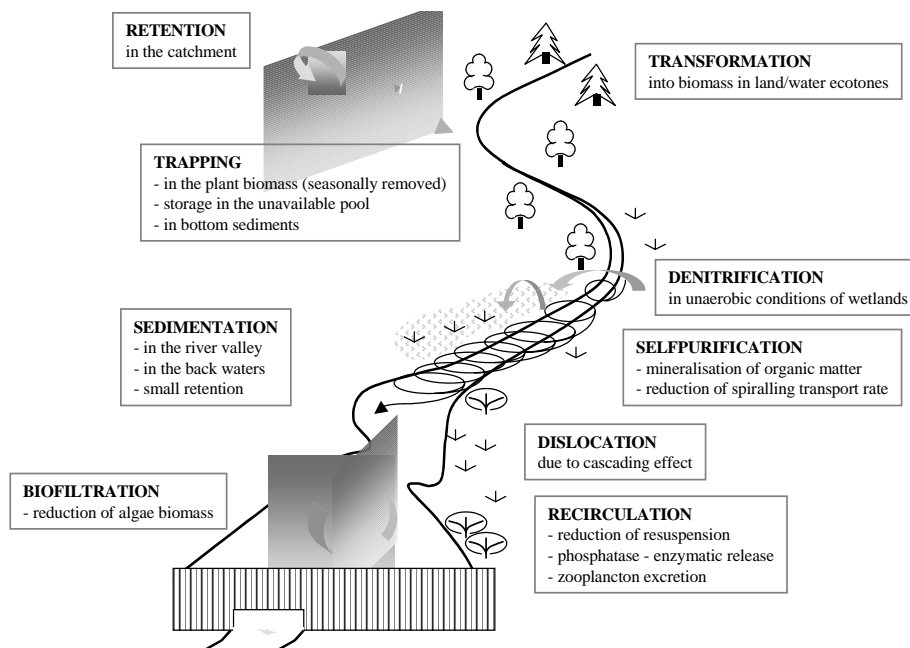 RETENTION
in the catchment
TRANSFORMATION
into biomass in land/water ecotones
TRAPPING
- in the plant biomass (seasonally removed)
- storage in the unavailable pool
- in bottom sediments
DENITRIFICATION
in unaerobic conditions of wetlands
SEDIMENTATION
- in the river valley
- in the back waters
- small retention
SELFPURIFICATION
- mineralisation of organic matter
- reduction of spiralling transport rate
DISLOCATION
due to cascading effect
BIOFILTRATION
- reduction of algae biomass
RECIRCULATION
- reduction of resuspension
- phosphatase - enzymatic release
- zooplancton excretion